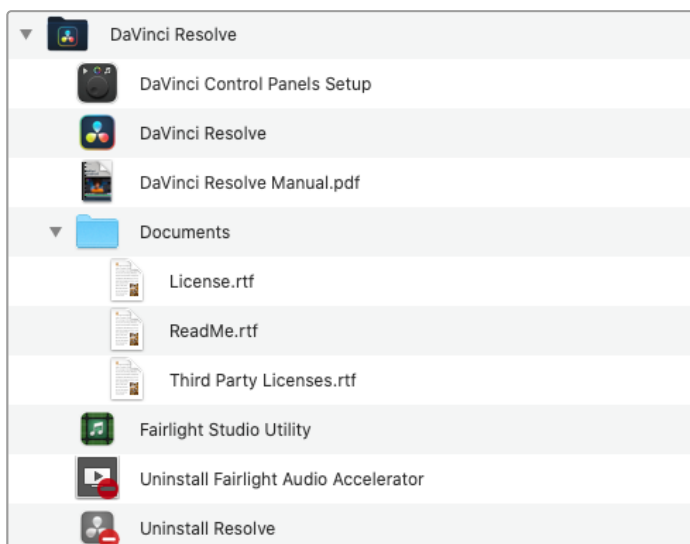 DaVinci Resolve
DaVinci Control Panels Setup
DaVinci Resolve
DaVinci Resolve Manual.pdf
Documents
License.rtf
ReadMe.rtf
Third Party Licenses.rtf
Fairlight Studio Utility
Uninstall Fairlight Audio Accelerator
Uninstall Resolve